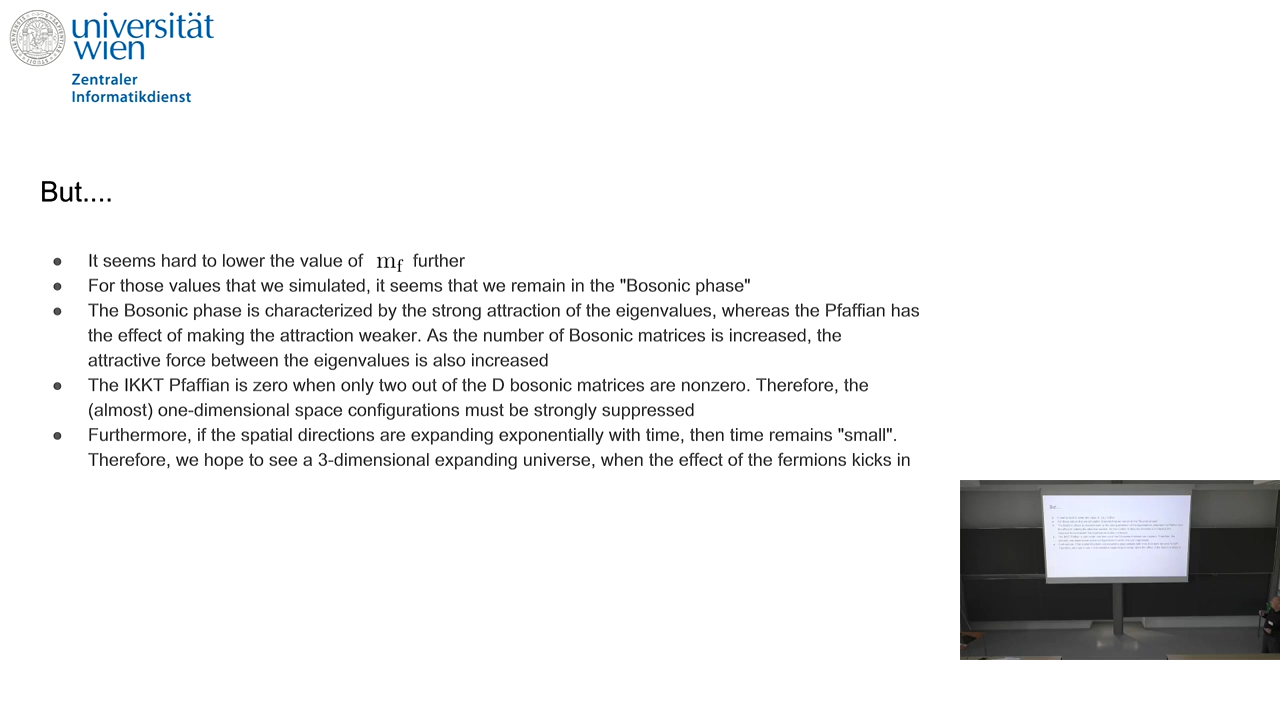 universität
wien
Zentraler
Informatikdienst
But....
● It seems hard to lower the value of m_f further
● For those values that we simulated, it seems that we remain in the "Bosonic phase"
● The Bosonic phase is characterized by the strong attraction of the eigenvalues, whereas the Pfaffian has
the effect of making the attraction weaker. As the number of Bosonic matrices is increased, the
attractive force between the eigenvalues is also increased
● The IKKT Pfaffian is zero when only two out of the D bosonic matrices are nonzero. Therefore, the
(almost) one-dimensional space configurations must be strongly suppressed
● Furthermore, if the spatial directions are expanding exponentially with time, then time remains "small".
Therefore, we hope to see a 3-dimensional expanding universe, when the effect of the fermions kicks in
But...